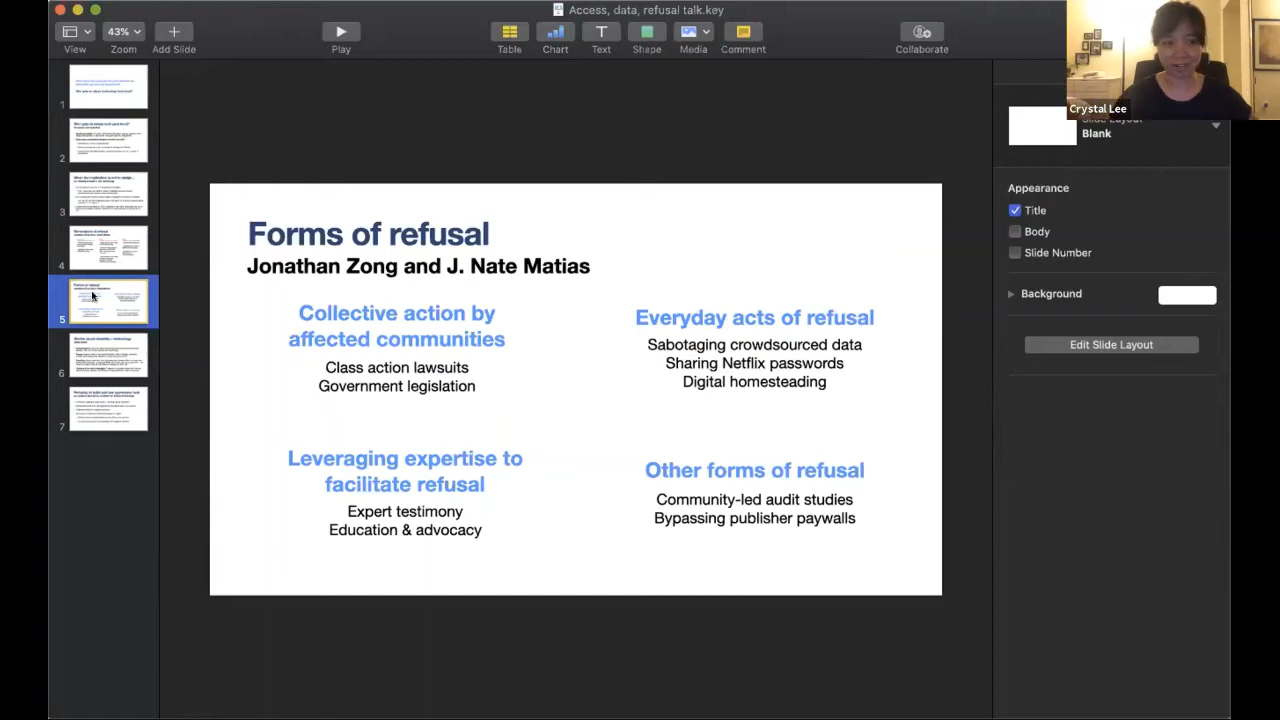 Access, data, refusal talk.key
43%
View
Zoom
Add Slide
Play
Table
Chart
Text
Shape
Media
Comment
Collaborate
Crystal Lee
Slide Layout
Blank
Appearance
Title
Body
Slide Number
Background
Edit Slide Layout
1
2
3
4
5
6
7
Forms of refusal
Jonathan Zong and J. Nate Matias
Collective action by
affected communities
Class action lawsuits
Government legislation
Everyday acts of refusal
Sabotaging crowdsourced data
Sharing Netflix passwords
Digital homesteading
Leveraging expertise to
facilitate refusal
Expert testimony
Education & advocacy
Other forms of refusal
Community-led audit studies
Bypassing publisher paywalls